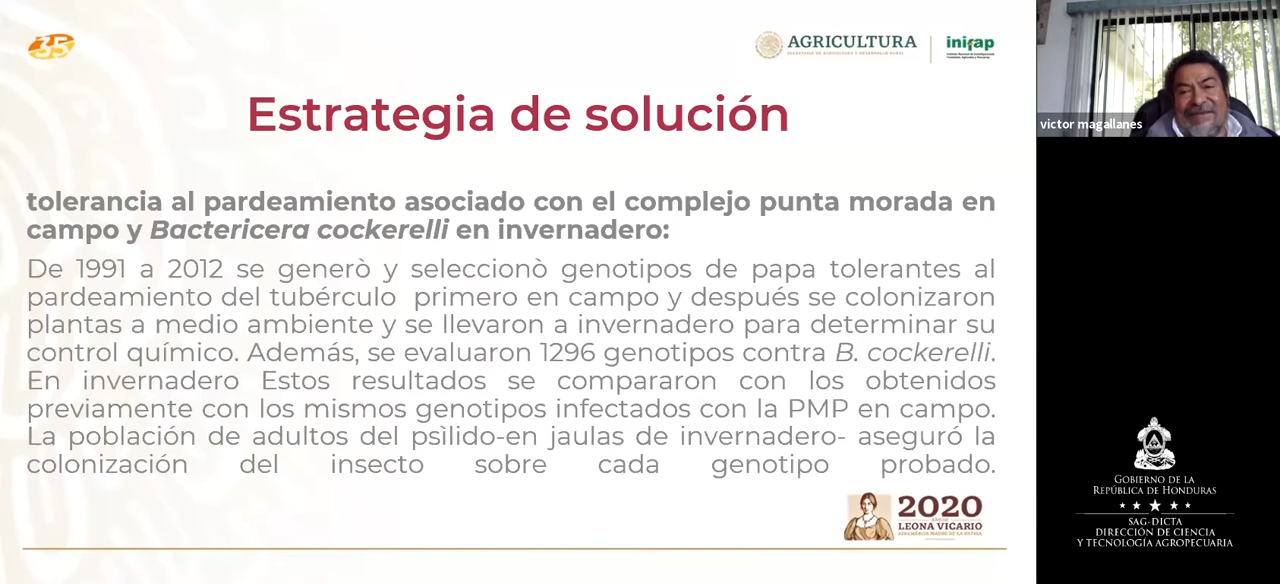 35
AGRICULTURA
SECRETARÍA DE AGRICULTURA Y DESARROLLO RURAL
inifap
Estrategia de solución
tolerancia al pardeamiento asociado con el complejo punta morada en
campo y Bactericera cockerelli en invernadero:
De 1991 a 2012 se generò y seleccionò genotipos de papa tolerantes al
pardeamiento del tubérculo primero en campo y después se colonizaron
plantas a medio ambiente y se llevaron a invernadero para determinar su
control químico. Además, se evaluaron 1296 genotipos contra B. cockerelli.
En invernadero Estos resultados se compararon con los obtenidos
previamente con los mismos genotipos infectados con la PMP en campo.
La población de adultos del psìlido-en jaulas de invernadero- aseguró la
colonización del insecto sobre cada genotipo probado.
2020
LEONA VICARIO
victor magallanes
GOBIERNO DE LA
REPÚBLICA DE HONDURAS
SAG-DICTA
DIRECCIÓN DE CIENCIA
Y TECNOLOGÍA AGROPECUARIA